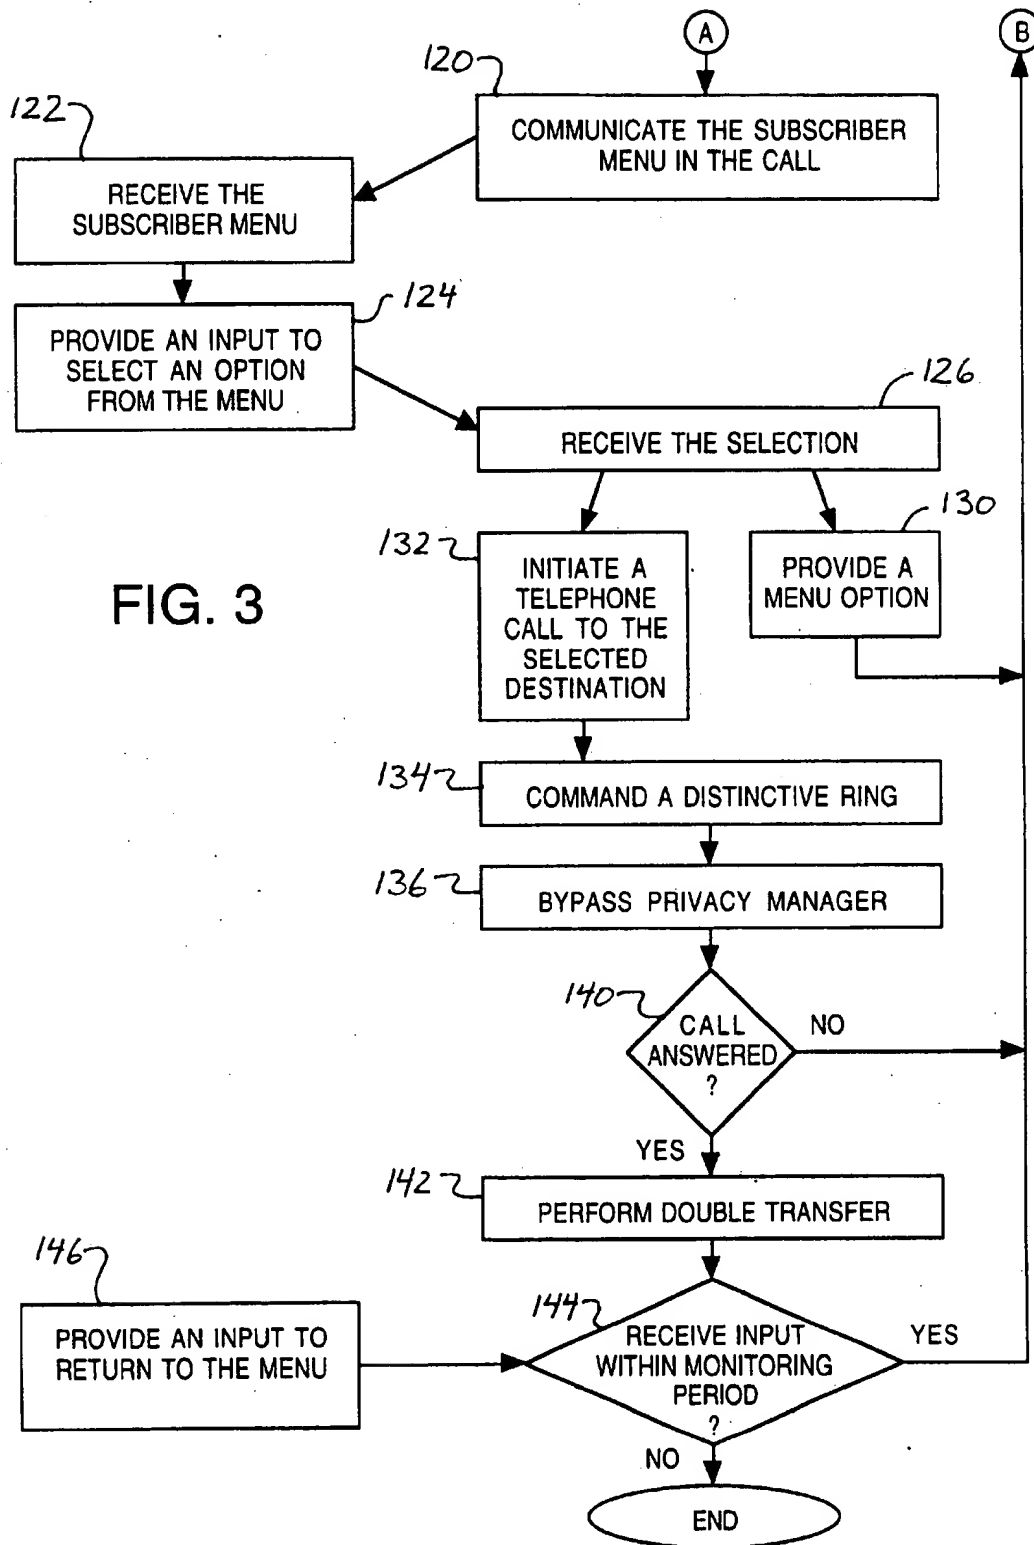 A
B
120
COMMUNICATE THE SUBSCRIBER
MENU IN THE CALL
122
RECEIVE THE
SUBSCRIBER MENU
124
PROVIDE AN INPUT TO
SELECT AN OPTION
FROM THE MENU
126
RECEIVE THE SELECTION
132
INITIATE A
TELEPHONE
CALL TO THE
SELECTED
DESTINATION
130
PROVIDE A
MENU OPTION
FIG. 3
134
COMMAND A DISTINCTIVE RING
136
BYPASS PRIVACY MANAGER
140
CALL
ANSWERED
?
NO
YES
142
PERFORM DOUBLE TRANSFER
146
PROVIDE AN INPUT TO
RETURN TO THE MENU
144
RECEIVE INPUT
WITHIN MONITORING
PERIOD
?
YES
NO
END